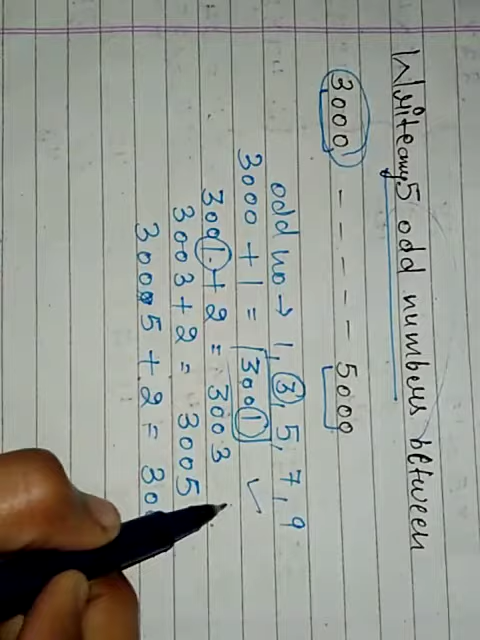 Write any 5 odd numbers between
3000 - - - - - 5000
odd no → 1, 3, 5, 7, 9
3000 + 1 = 3001 ✓
3001 + 2 = 3003
3003 + 2 = 3005
3005 + 2 = 30